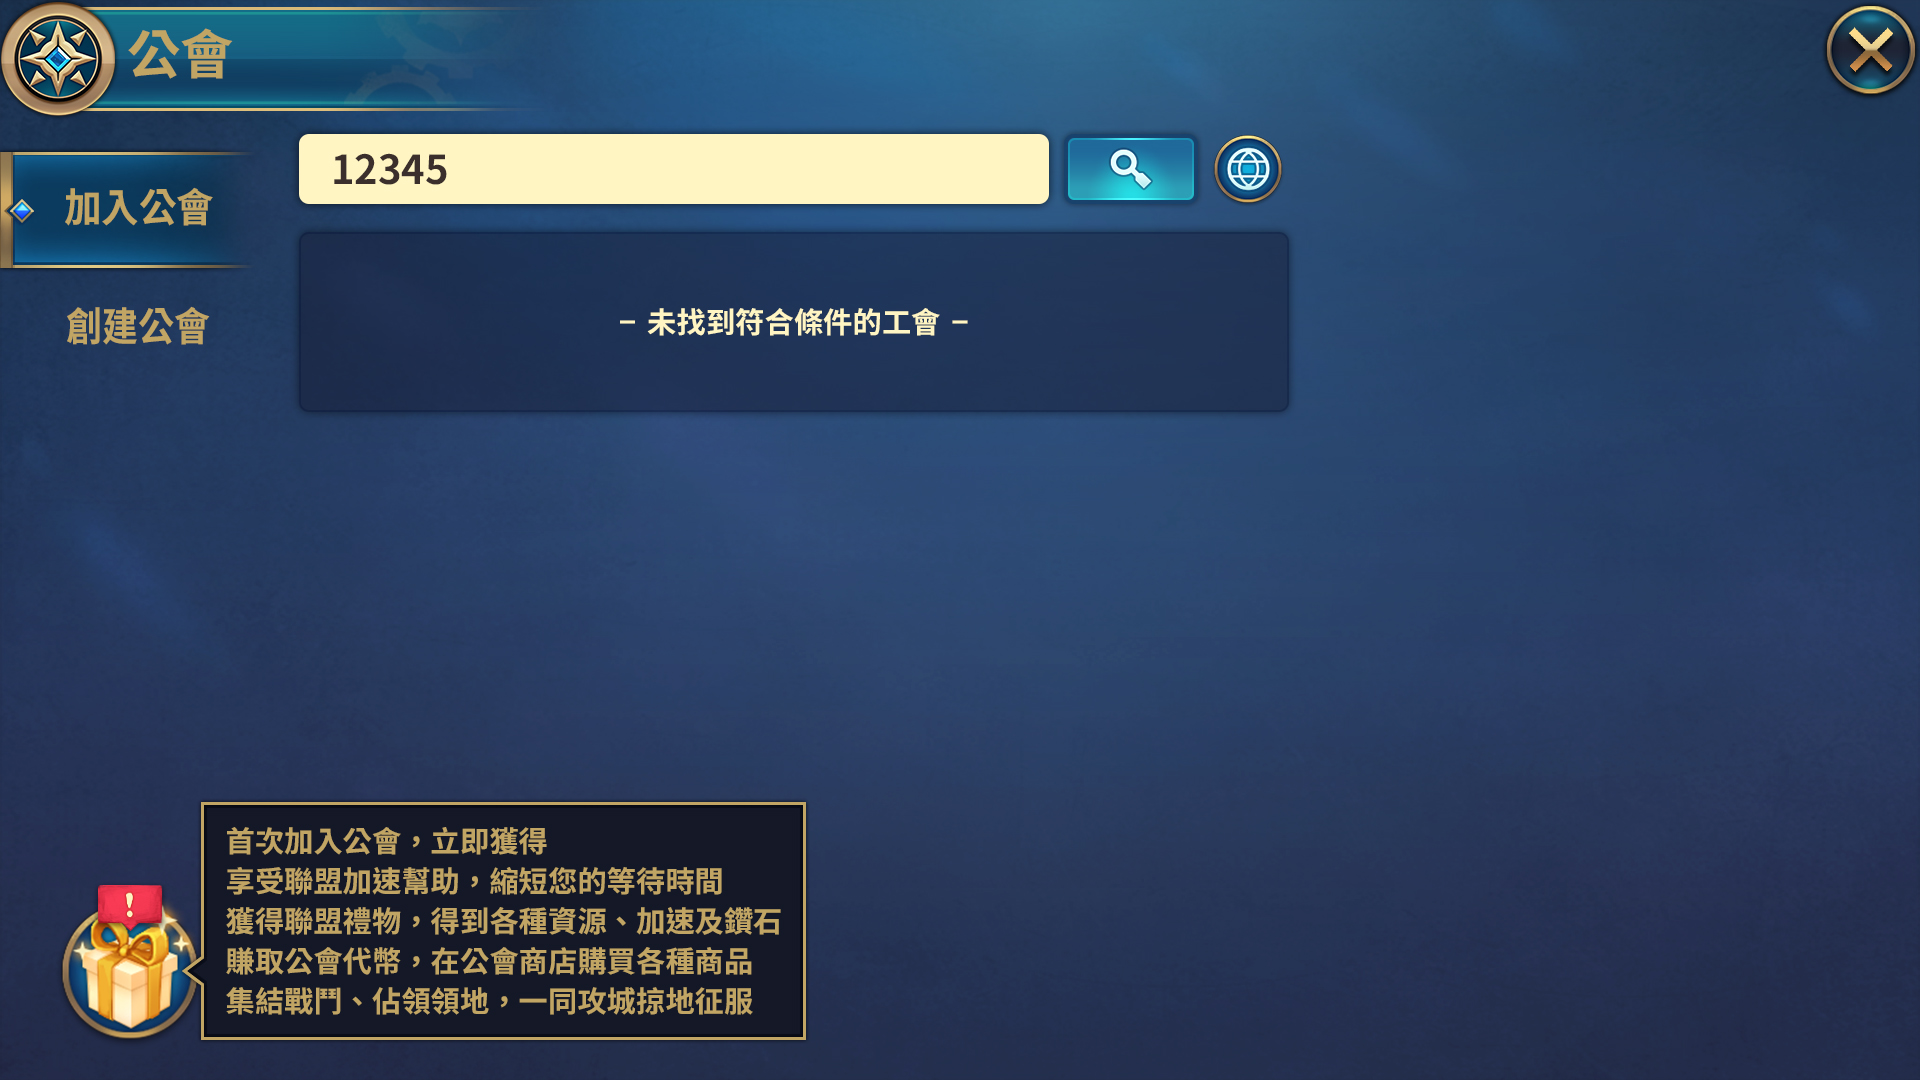 公會
12345
加入公會
創建公會
– 未找到符合條件的工會 –
首次加入公會，立即獲得
享受聯盟加速幫助，縮短您的等待時間
獲得聯盟禮物，得到各種資源、加速及鑽石
賺取公會代幣，在公會商店購買各種商品
集結戰鬥、佔領領地，一同攻城掠地征服
!